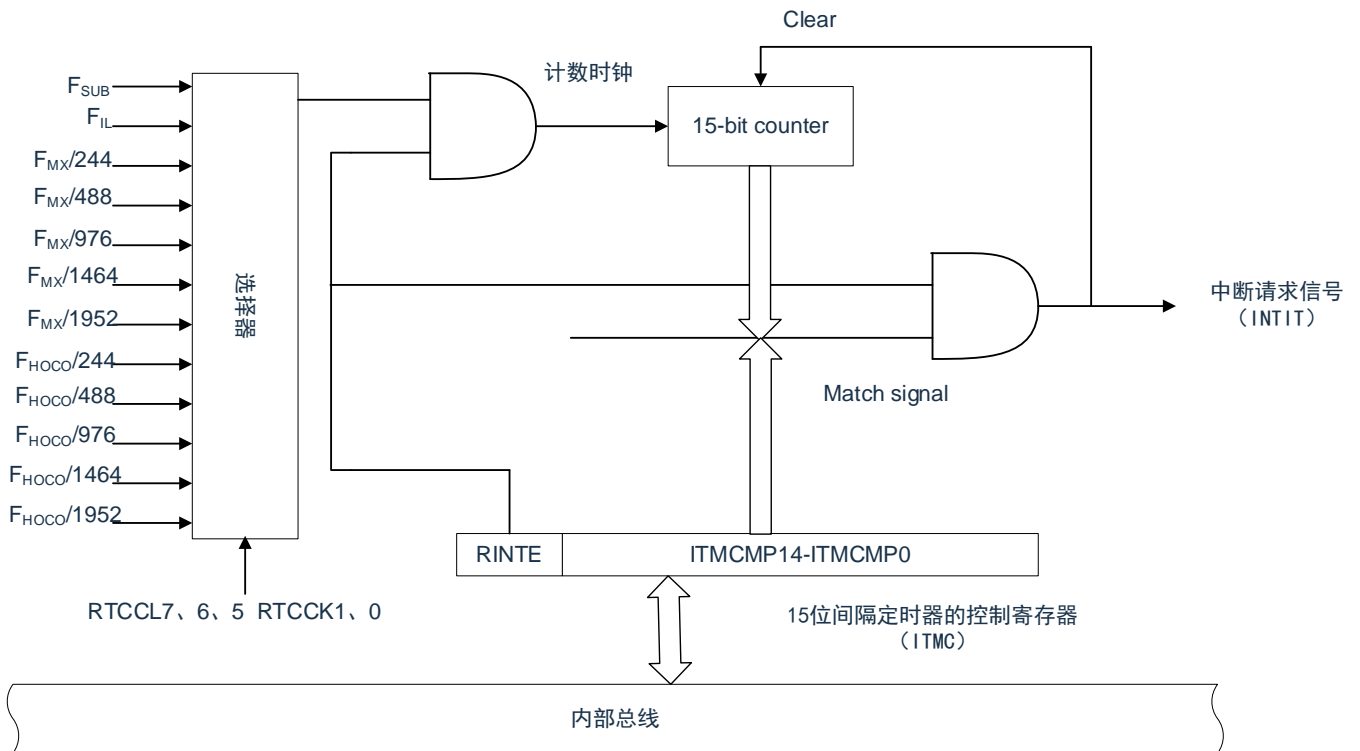 Clear
计数时钟
15-bit counter
FSUB
FIL
FMX/244
FMX/488
FMX/976
FMX/1464
FMX/1952
FHOCO/244
FHOCO/488
FHOCO/976
FHOCO/1464
FHOCO/1952
选择器
中断请求信号
（INTIT）
Match signal
RINTE
ITMCMP14-ITMCMP0
RTCCL7、6、5 RTCCK1、0
15位间隔定时器的控制寄存器
（ITMC）
内部总线